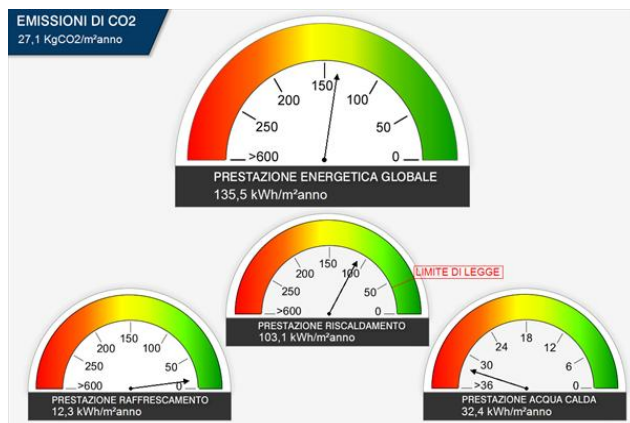 EMISSIONI DI CO2
27,1 KgCO2/m²anno
150
200
100
250
50
>600
0
PRESTAZIONE ENERGETICA GLOBALE
135,5 kWh/m²anno
150
200
100
250
50
>600
0
LIMITE DI LEGGE
PRESTAZIONE RISCALDAMENTO
103,1 kWh/m²anno
150
200
100
250
50
>600
0
PRESTAZIONE RAFFRESCAMENTO
12,3 kWh/m²anno
18
24
12
30
6
>36
0
PRESTAZIONE ACQUA CALDA
32,4 kWh/m²anno